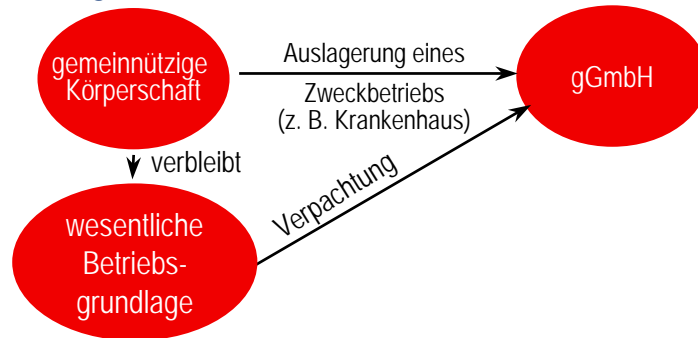 gemeinnützige
Körperschaft
Auslagerung eines
Zweckbetriebs
(z. B. Krankenhaus)
gGmbH
verbleibt
Verpachtung
wesentliche
Betriebs-
grundlage